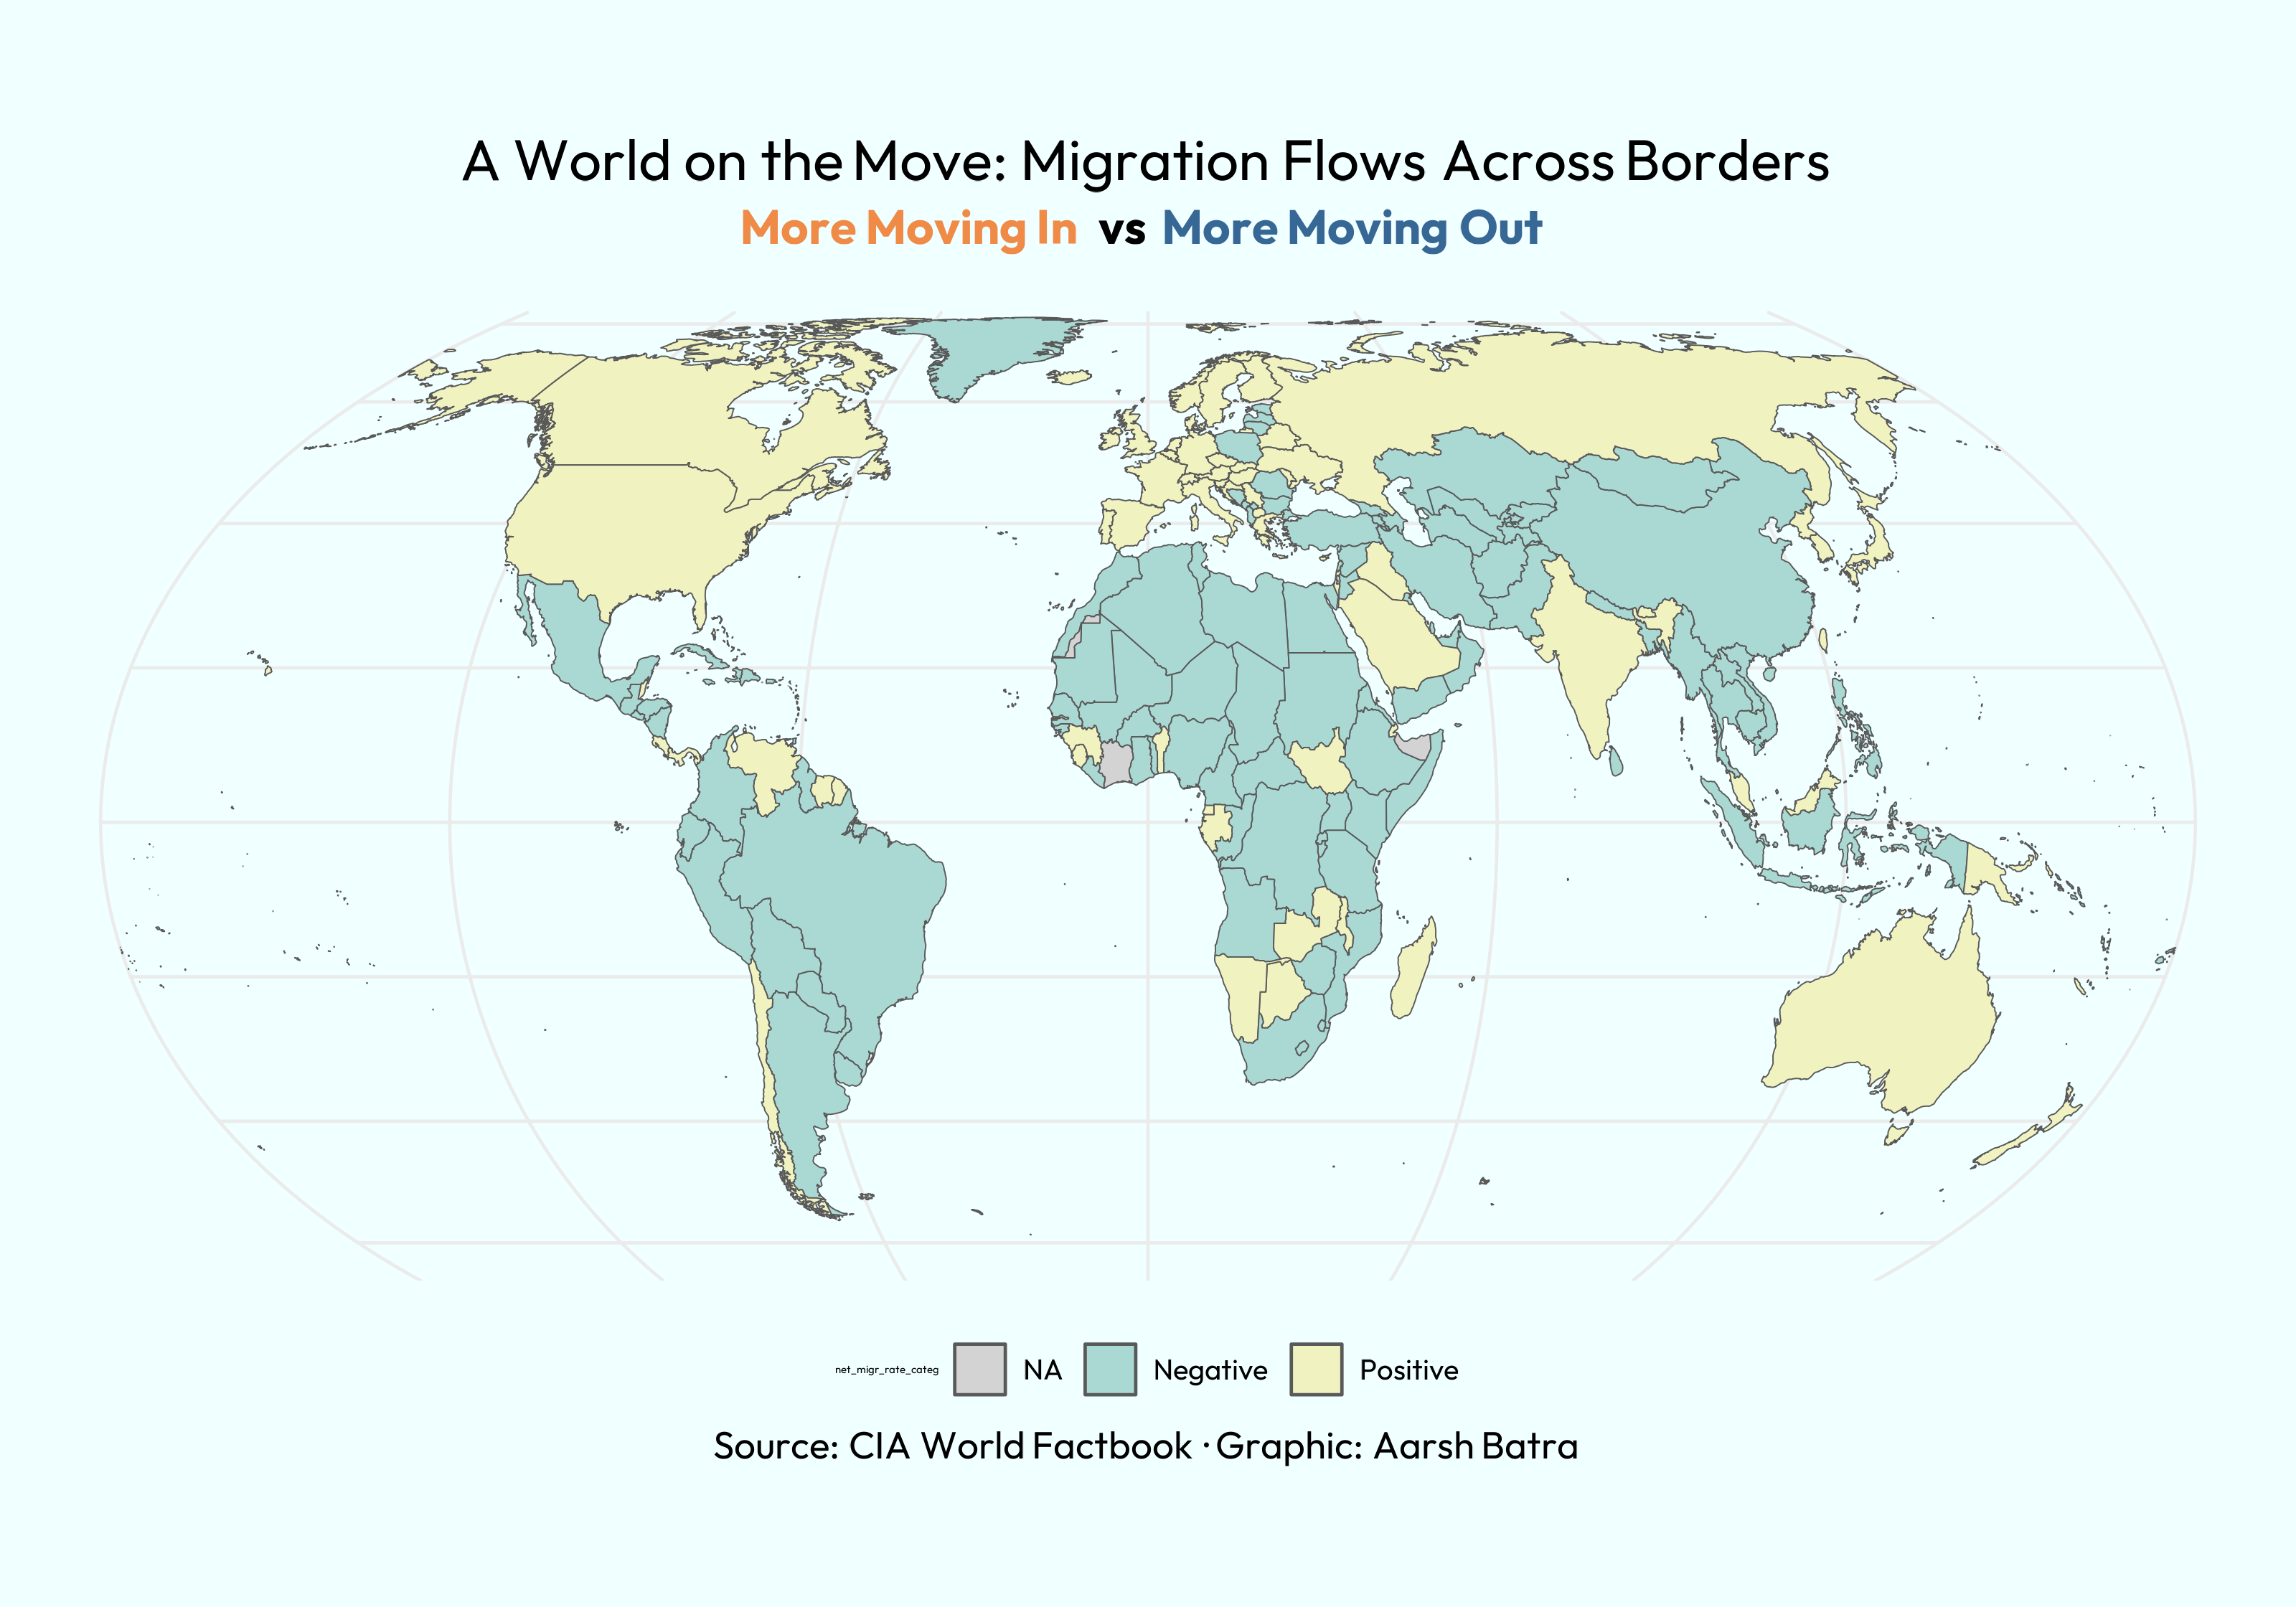 A World on the Move: Migration Flows Across Borders
More Moving In vs More Moving Out
net_migr_rate_categ NA Negative Positive
Source: CIA World Factbook · Graphic: Aarsh Batra